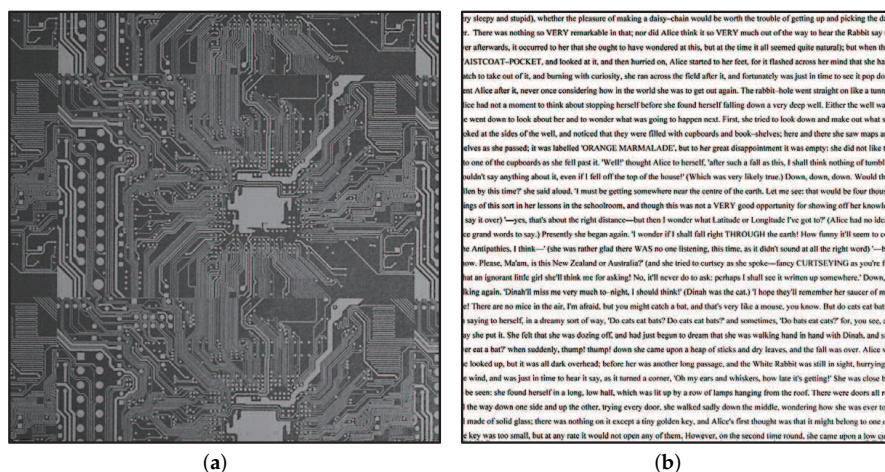 ery sleepy and stupid), whether the pleasure of making a daisy-chain would be worth the trouble of getting up and picking the d
r. There was nothing so VERY remarkable in that; nor did Alice think it so VERY much out of the way to hear the Rabbit say
er afterwards, it occurred to her that she ought to have wondered at this, but at the time it all seemed quite natural); but when th
AISTCOAT-POCKET, and looked at it, and then hurried on, Alice started to her feet, for it flashed across her mind that she ha
atch to take out of it, and burning with curiosity, she ran across the field after it, and fortunately was just in time to see it pop do
ent Alice after it, never once considering how in the world she was to get out again. The rabbit-hole went straight on like a tunn
lice had not a moment to think about stopping herself before she found herself falling down a very deep well. Either the well wa
e went down to look about her and to wonder what was going to happen next. First, she tried to look down and make out what s
oked at the sides of the well, and noticed that they were filled with cupboards and book-shelves; here and there she saw maps a
elves as she passed; it was labelled 'ORANGE MARMALADE', but to her great disappointment it was empty: she did not like t
to one of the cupboards as she fell past it. 'Well!' thought Alice to herself, 'after such a fall as this, I shall think nothing of tumbl
ouldn't say anything about it, even if I fell off the top of the house!' (Which was very likely true.) Down, down, down. Would th
llen by this time?' she said aloud. 'I must be getting somewhere near the centre of the earth. Let me see: that would be four thous
ings of this sort in her lessons in the schoolroom, and though this was not a VERY good opportunity for showing off her knowle
say it over) '—yes, that's about the right distance—but then I wonder what Latitude or Longitude I've got to?' (Alice had no idea
ce grand words to say.) Presently she began again. 'I wonder if I shall fall right THROUGH the earth! How funny it'll seem to co
he Antipathies, I think—' (she was rather glad there WAS no one listening, this time, as it didn't sound at all the right word) '—b
now. Please, Ma'am, is this New Zealand or Australia?' (and she tried to curtsey as she spoke—fancy CURTSEYING as you're f
hat an ignorant little girl she'll think me for asking! No, it'll never do to ask: perhaps I shall see it written up somewhere.' Down,
lking again. 'Dinah'll miss me very much to-night, I should think!' (Dinah was the cat.) 'I hope they'll remember her saucer of m
e! There are no mice in the air, I'm afraid, but you might catch a bat, and that's very like a mouse, you know. But do cats eat bat
saying to herself, in a dreamy sort of way, 'Do cats eat bats? Do cats eat bats?' and sometimes, 'Do bats eat cats?' for, you see, a
ay she put it. She felt that she was dozing off, and had just begun to dream that she was walking hand in hand with Dinah, and s
er eat a bat?' when suddenly, thump! thump! down she came upon a heap of sticks and dry leaves, and the fall was over. Alice w
e looked up, but it was all dark overhead; before her was another long passage, and the White Rabbit was still in sight, hurrying
e wind, and was just in time to hear it say, as it turned a corner, 'Oh my ears and whiskers, how late it's getting!' She was close b
be seen: she found herself in a long, low hall, which was lit up by a row of lamps hanging from the roof. There were doors all r
l the way down one side and up the other, trying every door, she walked sadly down the middle, wondering how she was ever to
l made of solid glass; there was nothing on it except a tiny golden key, and Alice's first thought was that it might belong to one
e key was too small, but at any rate it would not open any of them. However, on the second time round, she came upon a low cu
(a)
(b)